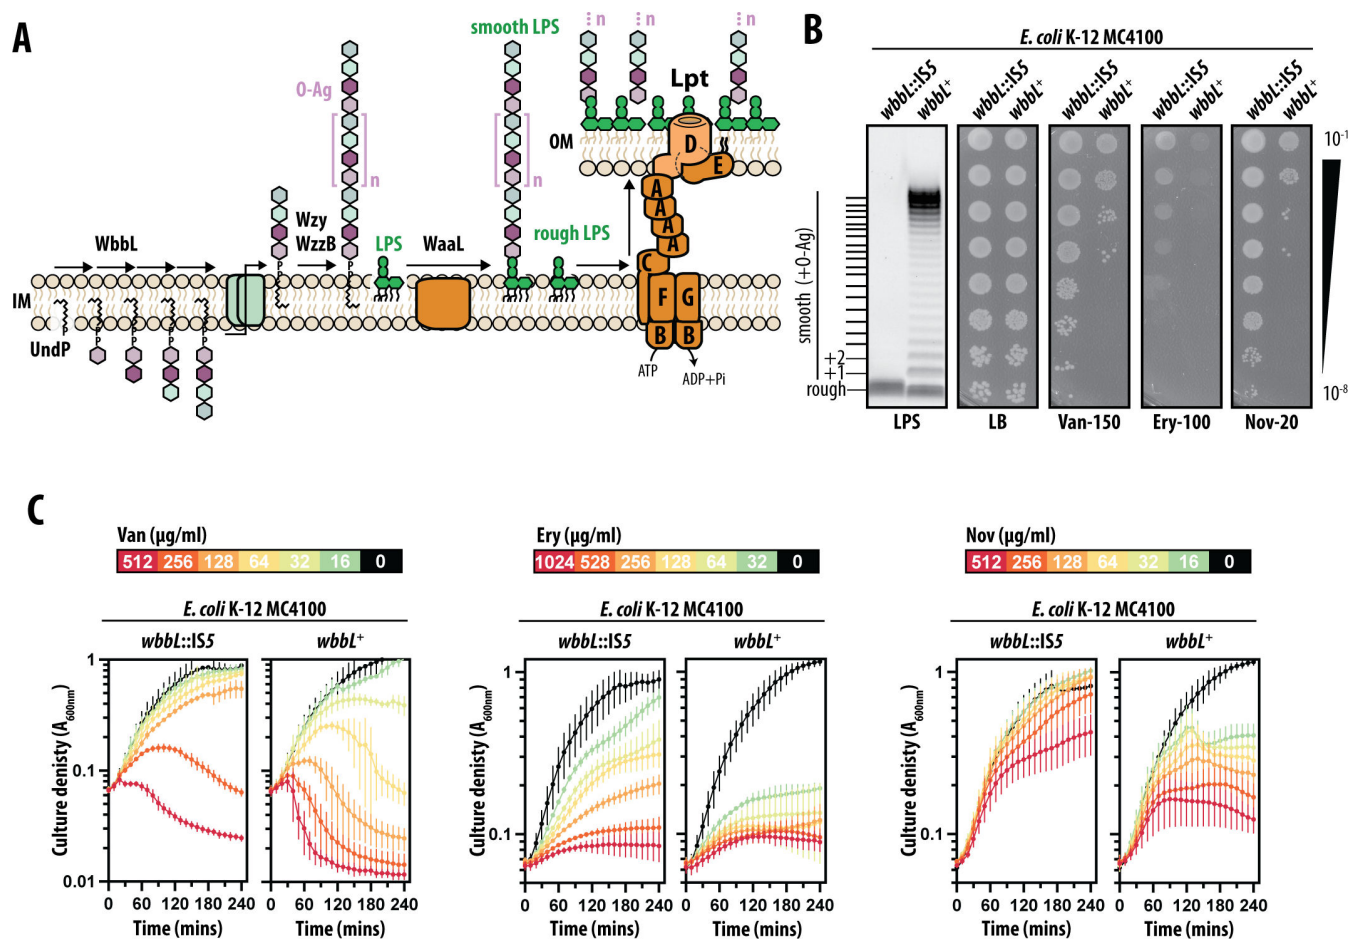 A
smooth LPS
n
n
n
Lpt
O-Ag
OM
D
E
A
A
A
A
n
n
Wzy
WzzB
WbbL
LPS
WaaL
rough LPS
C
IM
F
G
UndP
P
P
P
P
P
P
P
P
P
P
P
P
P
B
B
ATP
ADP+Pi
B
E. coli K-12 MC4100
wbbL::IS5
wbbL+
wbbL::IS5
wbbL+
wbbL::IS5
wbbL+
wbbL::IS5
wbbL+
wbbL::IS5
wbbL+
10-1
smooth (+O-Ag)
+2
+1
rough
10-8
LPS
LB
Van-150
Ery-100
Nov-20
C
Van (µg/ml)
512 256 128 64 32 16 0
E. coli K-12 MC4100
wbbL::IS5
wbbL+
Culture denisty (A600nm)
1
0.1
0.01
0 60 120 180 240
0 60 120 180 240
Time (mins)
Time (mins)
Ery (µg/ml)
1024 528 256 128 64 32 0
E. coli K-12 MC4100
wbbL::IS5
wbbL+
Culture denisty (A600nm)
1
0.1
0 60 120 180 240
0 60 120 180 240
Time (mins)
Time (mins)
Nov (µg/ml)
512 256 128 64 32 16 0
E. coli K-12 MC4100
wbbL::IS5
wbbL+
Culture denisty (A600nm)
1
0.1
0 60 120 180 240
0 60 120 180 240
Time (mins)
Time (mins)